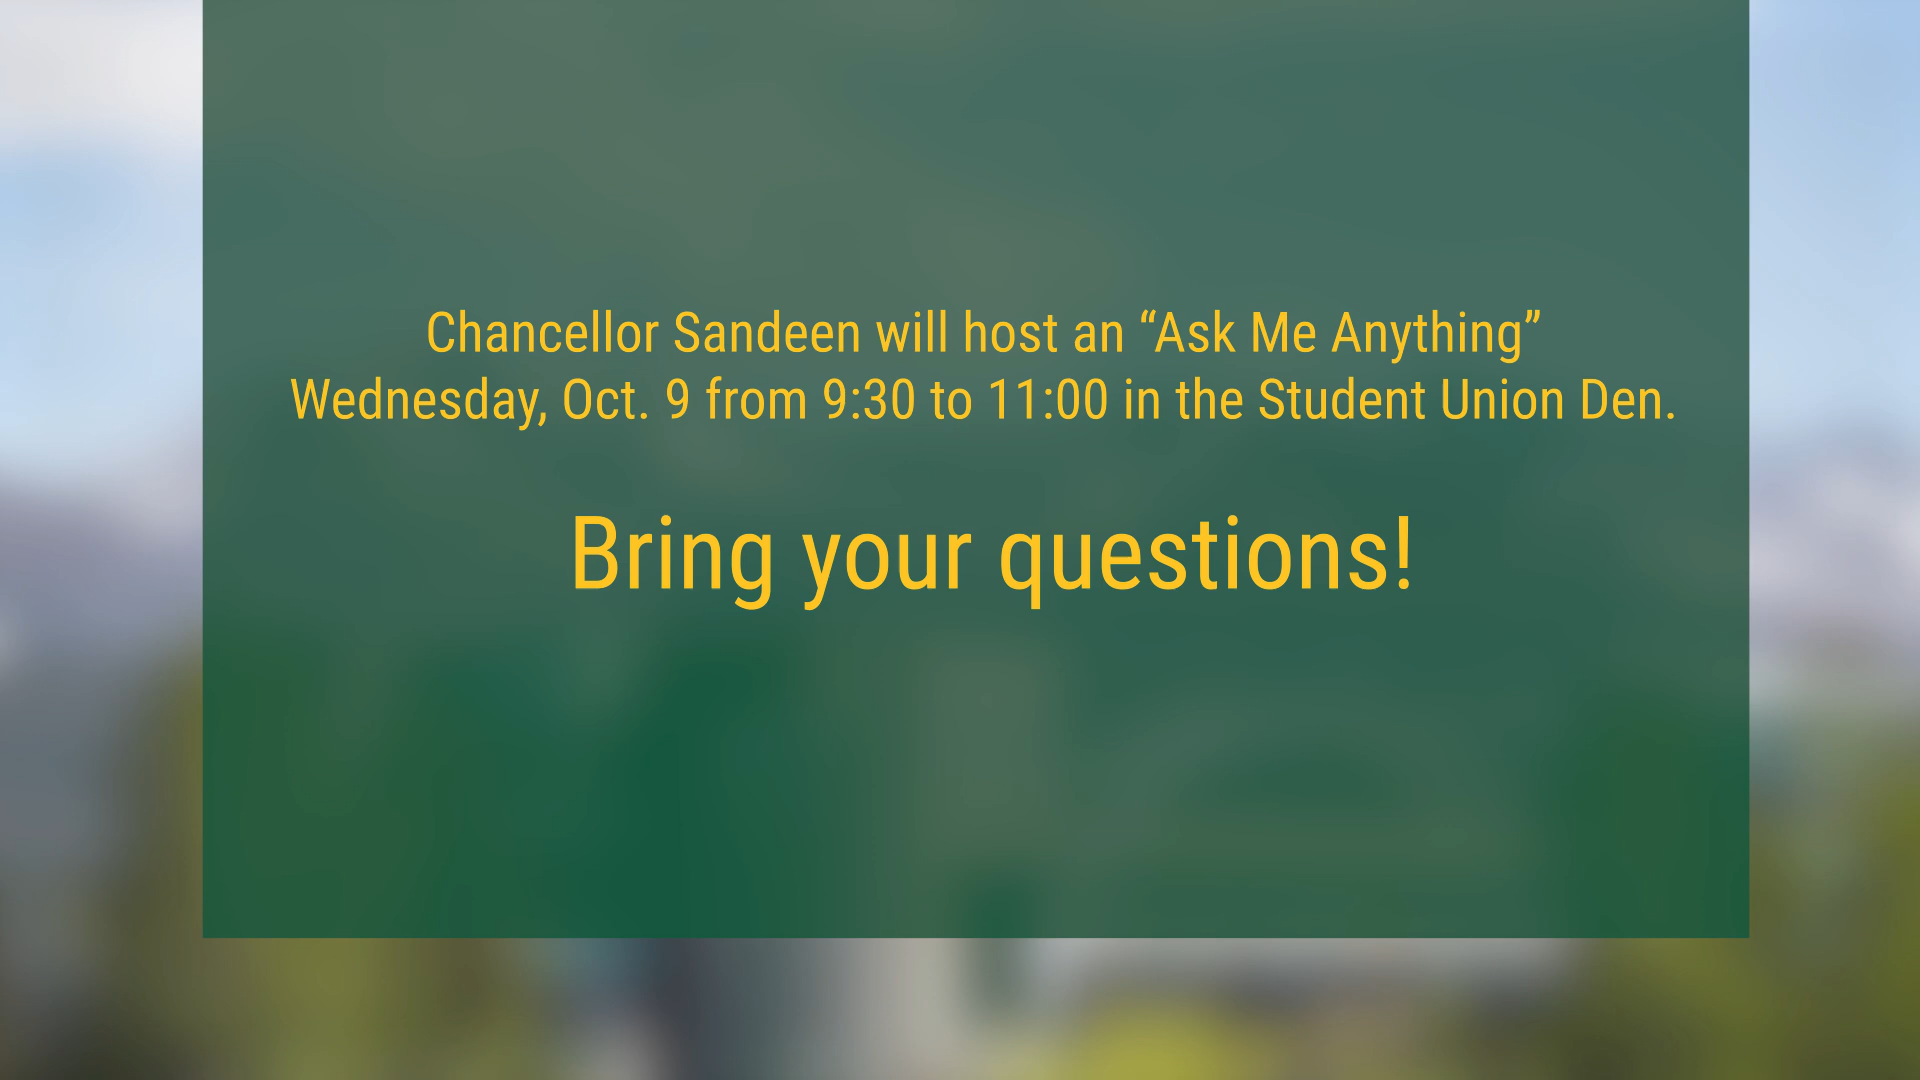 Chancellor Sandeen will host an “Ask Me Anything”
Wednesday, Oct. 9 from 9:30 to 11:00 in the Student Union Den.
Bring your questions!